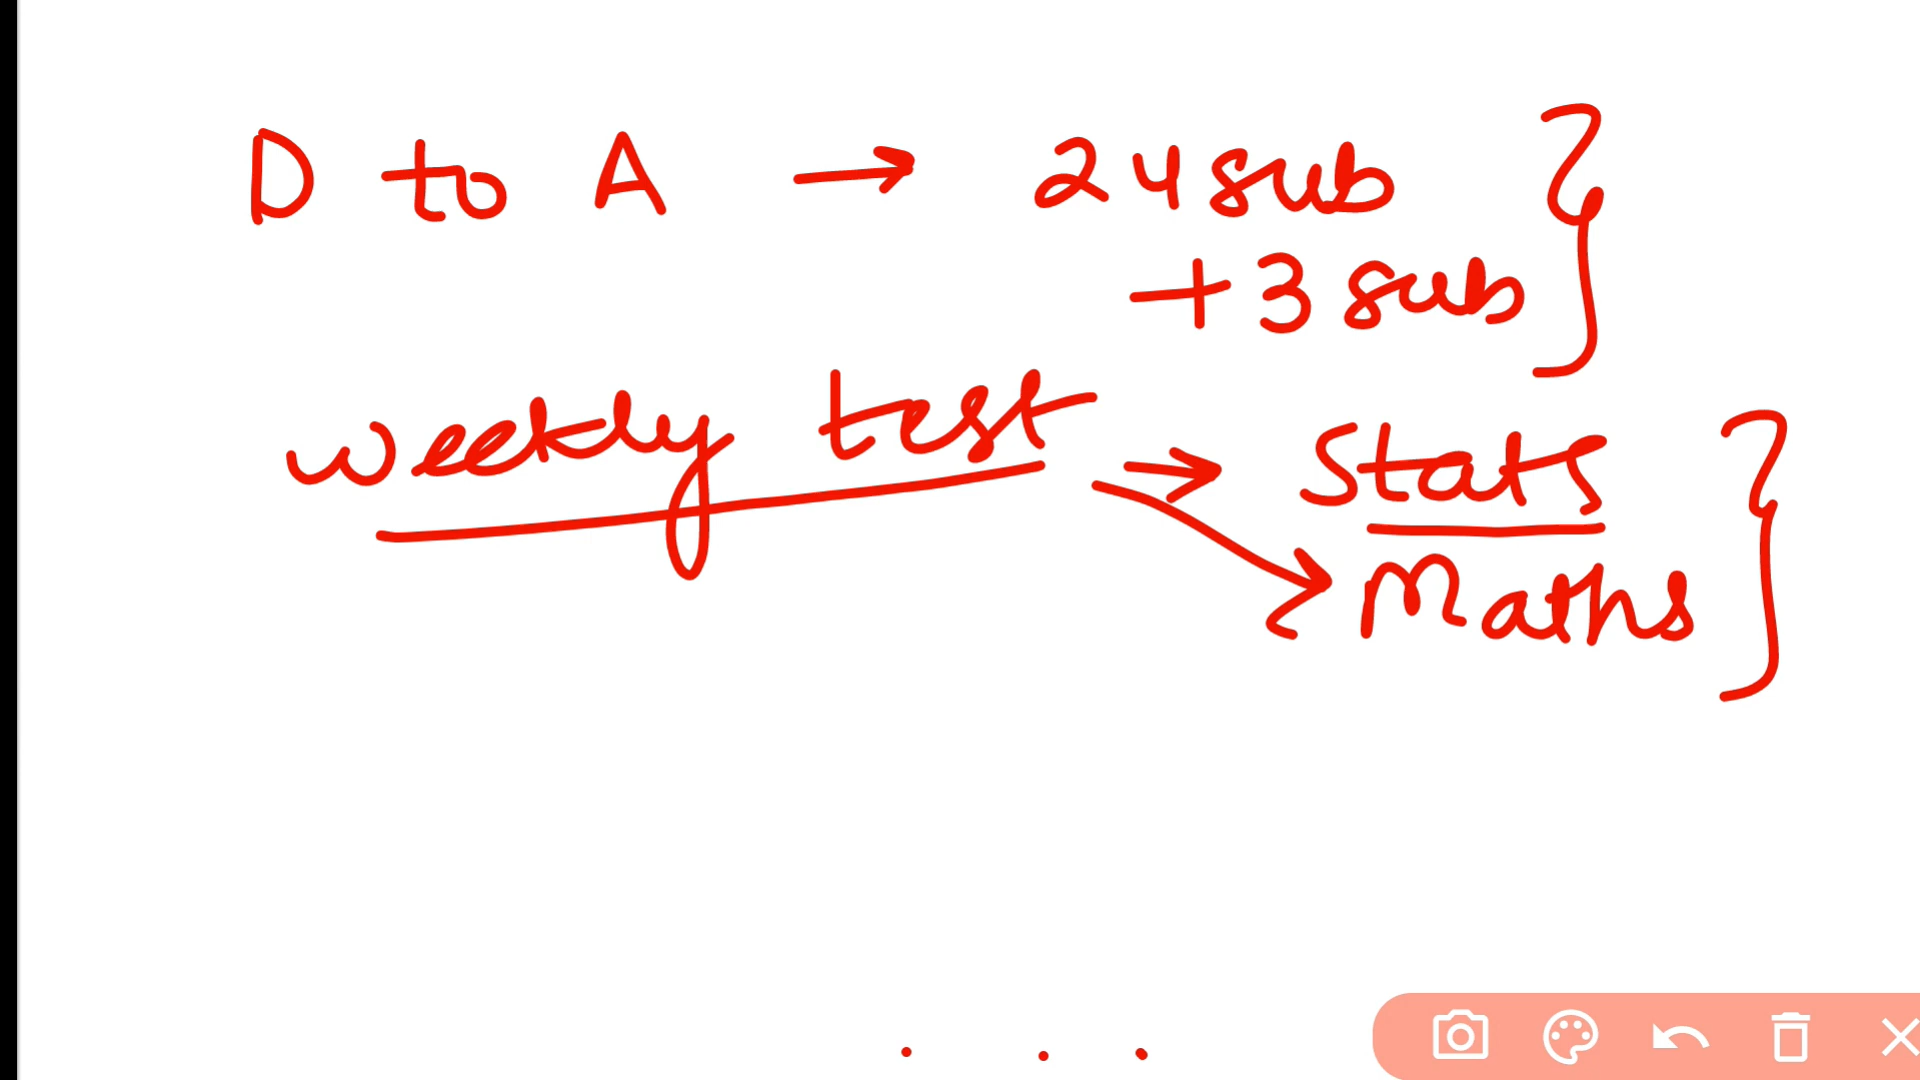 D to A → 24 sub
+ 3 sub
weekly test → Stats
Maths